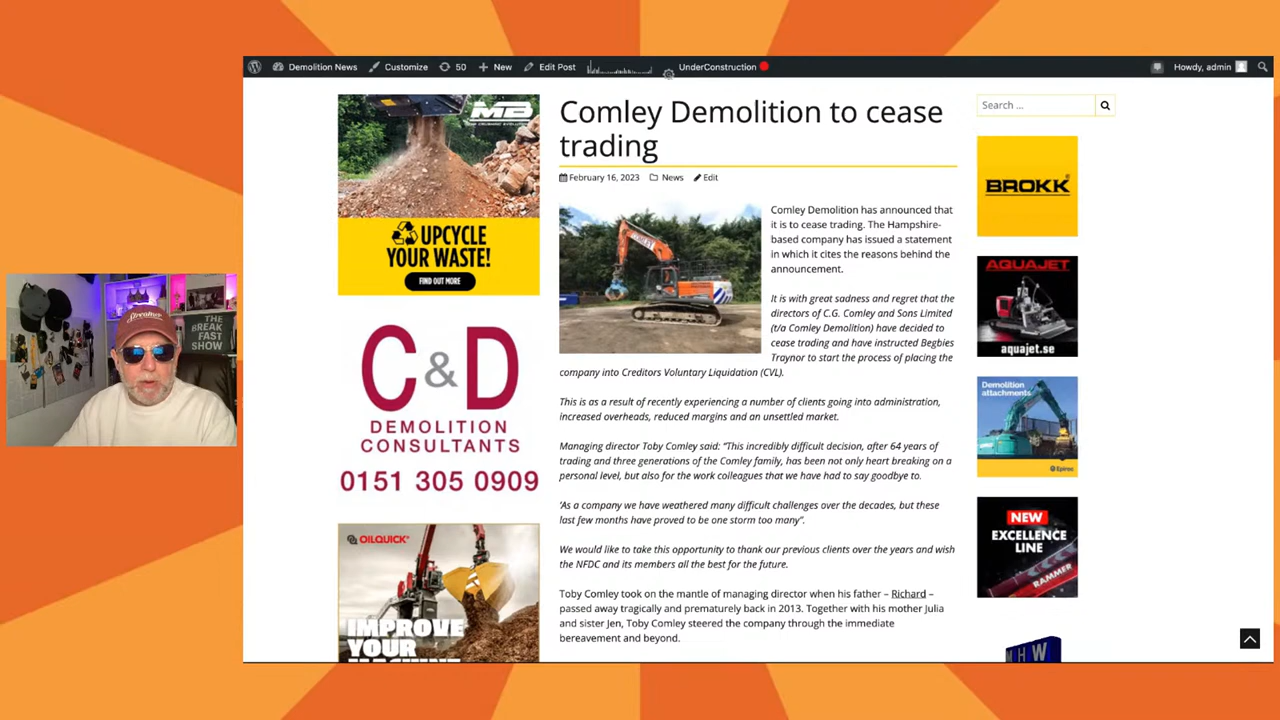 Demolition News
Customize
50
New
Edit Post
UnderConstruction
Howdy, admin
MB
UPCYCLE
YOUR WASTE!
FIND OUT MORE
C&D
DEMOLITION
CONSULTANTS
0151 305 0909
OILQUICK
IMPROVE
YOUR
Comley Demolition to cease
trading
February 16, 2023 News Edit
COMLEY
Comley Demolition has announced that
it is to cease trading. The Hampshire-
based company has issued a statement
in which it cites the reasons behind the
announcement.
It is with great sadness and regret that the
directors of C.G. Comley and Sons Limited
(t/a Comley Demolition) have decided to
cease trading and have instructed Begbies
Traynor to start the process of placing the
company into Creditors Voluntary Liquidation (CVL).
This is as a result of recently experiencing a number of clients going into administration,
increased overheads, reduced margins and an unsettled market.
Managing director Toby Comley said: “This incredibly difficult decision, after 64 years of
trading and three generations of the Comley family, has been not only heart breaking on a
personal level, but also for the work colleagues that we have had to say goodbye to.
‘As a company we have weathered many difficult challenges over the decades, but these
last few months have proved to be one storm too many”.
We would like to take this opportunity to thank our previous clients over the years and wish
the NFDC and its members all the best for the future.
Toby Comley took on the mantle of managing director when his father – Richard –
passed away tragically and prematurely back in 2013. Together with his mother Julia
and sister Jen, Toby Comley steered the company through the immediate
bereavement and beyond.
Search ...
BROKK
AQUAJET
aquajet.se
Demolition
attachments
Epiroc
NEW
EXCELLENCE
LINE
RAMMER
MHW
THE
BREAK
FAST
SHOW
Streamer